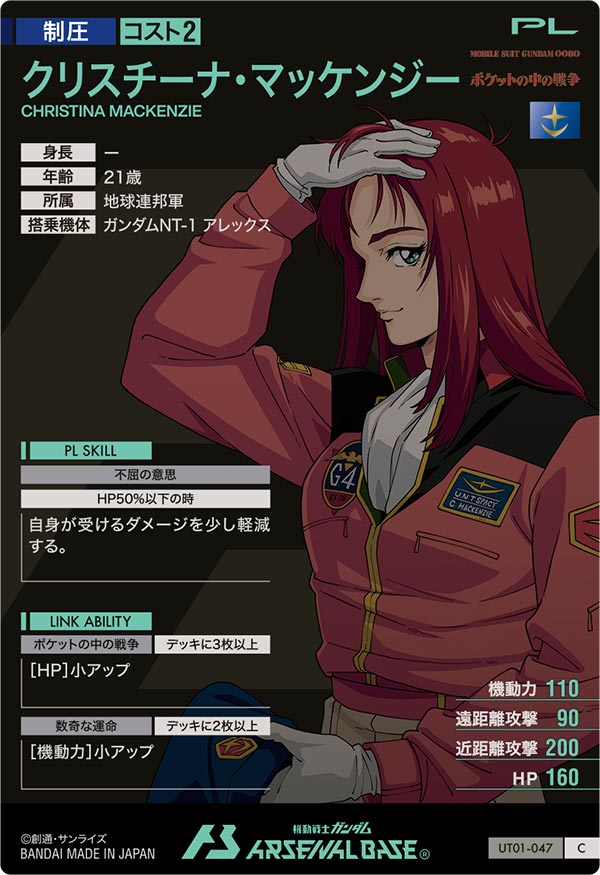 制圧 コスト2
PL
クリスチーナ・マッケンジー
CHRISTINA MACKENZIE
MOBILE SUIT GUNDAM 0080
ポケットの中の戦争
身長 ー
年齢 21歳
所属 地球連邦軍
搭乗機体 ガンダムNT-1 アレックス
G4
U.N.T. SPACY
C MACKENZIE
PL SKILL
不屈の意思
HP50%以下の時
自身が受けるダメージを少し軽減
する。
LINK ABILITY
ポケットの中の戦争 デッキに3枚以上
[HP]小アップ
数奇な運命 デッキに2枚以上
[機動力]小アップ
機動力 110
遠距離攻撃 90
近距離攻撃 200
HP 160
©創通・サンライズ
BANDAI MADE IN JAPAN
機動戦士ガンダム
ARSENAL BASE®
UT01-047 C